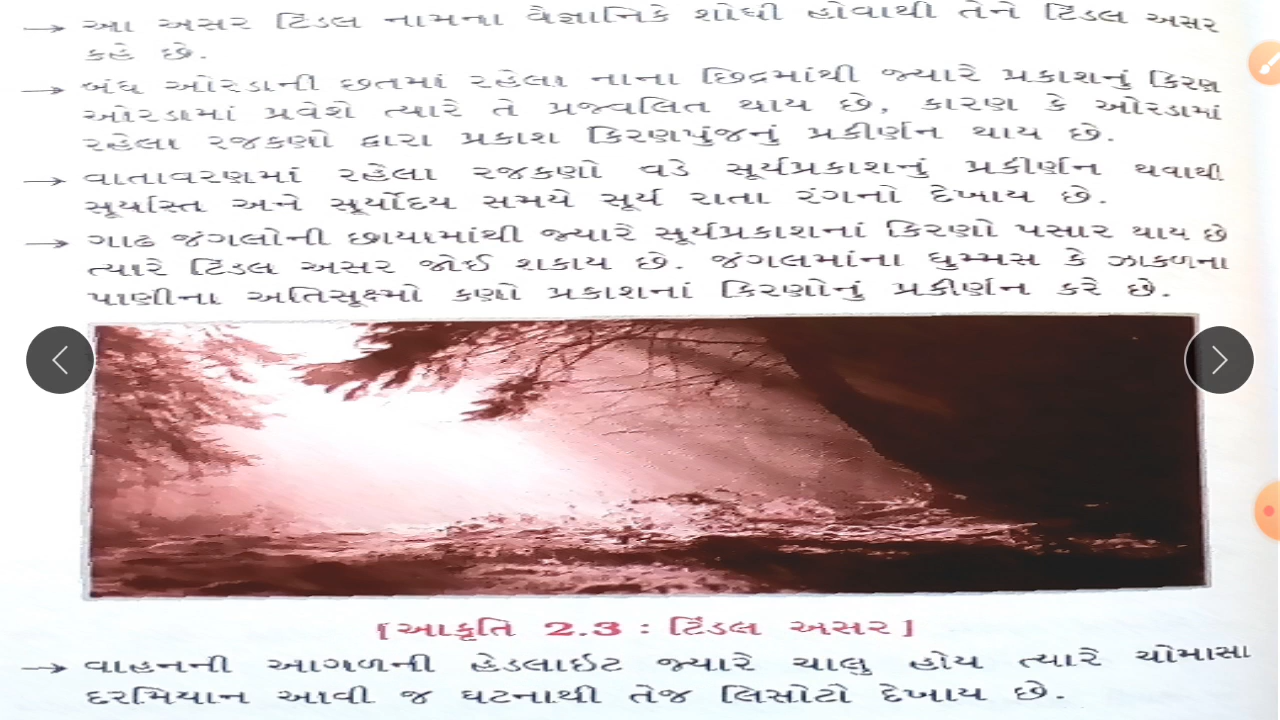 → આ અસર ટિંડલ નામના વૈજ્ઞાનિકે શોધી હોવાથી તેને ટિંડલ અસર
કહે છે.
→ બંધ ઓરડાની છતમાં રહેલા નાના છિદ્રમાંથી જ્યારે પ્રકાશનું કિરણ
ઓરડામાં પ્રવેશે ત્યારે તે પ્રજ્વલિત થાય છે, કારણ કે ઓરડામાં
રહેલા રજકણો દ્વારા પ્રકાશ કિરણપુંજનું પ્રકીર્ણન થાય છે.
→ વાતાવરણમાં રહેલા રજકણો વડે સૂર્યપ્રકાશનું પ્રકીર્ણન થવાથી
સૂર્યાસ્ત અને સૂર્યોદય સમયે સૂર્ય રાતા રંગનો દેખાય છે.
→ ગાઢ જંગલોની છાયામાંથી જ્યારે સૂર્યપ્રકાશનાં કિરણો પસાર થાય છે
ત્યારે ટિંડલ અસર જોઈ શકાય છે. જંગલમાંના ધુમ્મસ કે ઝાકળના
પાણીના અતિસૂક્ષ્મો કણો પ્રકાશનાં કિરણોનું પ્રકીર્ણન કરે છે.
[આકૃતિ 2.3 : ટિંડલ અસર]
→ વાહનની આગળની હેડલાઇટ જ્યારે ચાલુ હોય ત્યારે ચોમાસા
દરમિયાન આવી જ ઘટનાથી તેજ લિસોટો દેખાય છે.